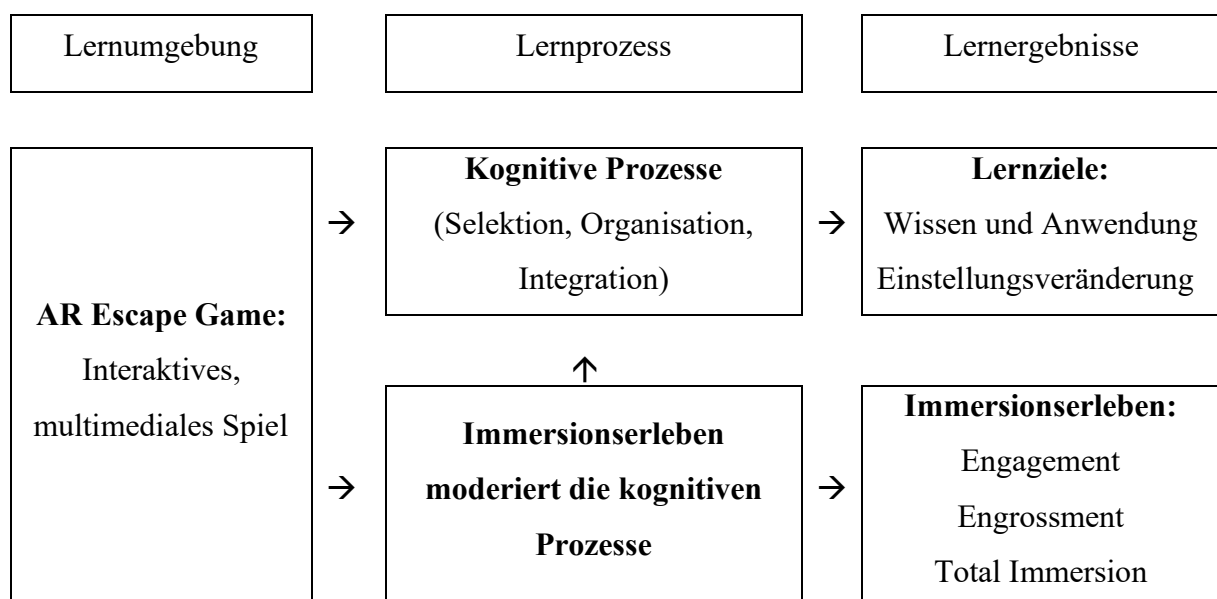 Lernumgebung
Lernprozess
Lernergebnisse
AR Escape Game:
Interaktives,
multimediales Spiel
→
Kognitive Prozesse
(Selektion, Organisation,
Integration)
→
Lernziele:
Wissen und Anwendung
Einstellungsveränderung
↑
→
Immersionserleben
moderiert die kognitiven
Prozesse
→
Immersionserleben:
Engagement
Engrossment
Total Immersion